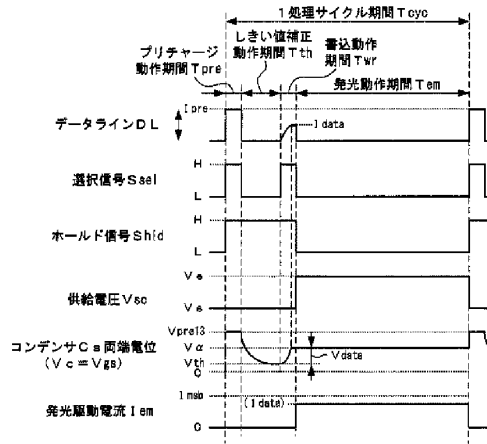 1処理サイクル期間Tcyc
プリチャージ
動作期間Tpre
しきい値補正
動作期間Tth
書込動作
期間Twr
発光動作期間Tem
データラインDL
Ipre
Idata
選択信号Ssel
H
L
ホールド信号Shld
H
L
供給電圧Vsc
Ve
Vs
コンデンサCs両端電位
(Vc=Vgs)
Vpre13
Vα
Vth
0
Vdata
発光駆動電流Iem
Imsb
(Idata)
0